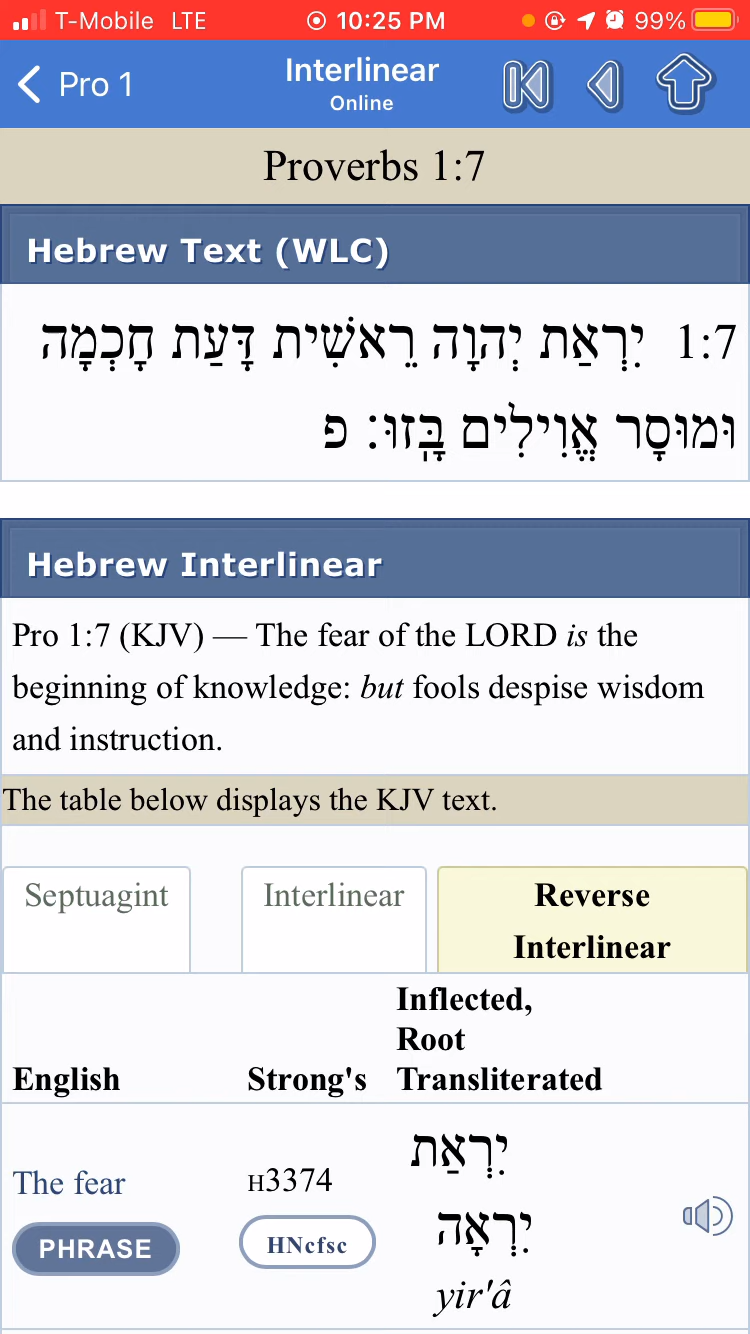 T-Mobile LTE 10:25 PM 99%
Pro 1 Interlinear
Online
Proverbs 1:7
Hebrew Text (WLC)
1:7 יִרְאַת יְהוָה רֵאשִׁית דָּעַת חָכְמָה
וּמוּסָר אֱוִילִים בָּֽזוּ׃ פ
Hebrew Interlinear
Pro 1:7 (KJV) — The fear of the LORD is the
beginning of knowledge: but fools despise wisdom
and instruction.
The table below displays the KJV text.
Septuagint Interlinear Reverse
Interlinear
English Strong's Inflected,
Root
Transliterated
The fear H3374 יִרְאַת
PHRASE HNcfsc יִרְאָה
yir'â